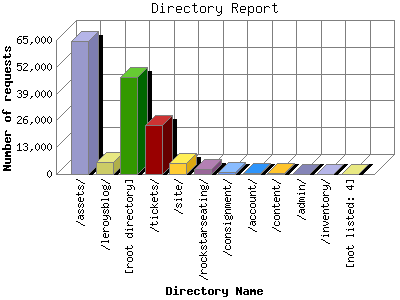 Directory Report
Number of requests
65,000
52,000
39,000
26,000
13,000
0
/assets/
/leroysblog/
[root directory]
/tickets/
/site/
/rockstarseating/
/consignment/
/account/
/content/
/admin/
/inventory/
[not listed: 4]
Directory Name